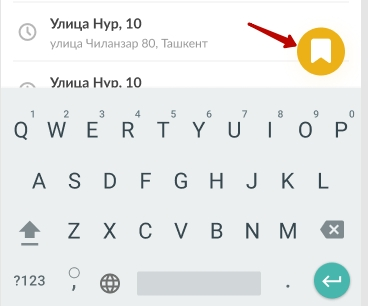 Улица Нур, 10
улица Чиланзар 80, Ташкент
Улица Нур, 10
1 2 3 4 5 6 7 8 9 0
Q W E R T Y U I O P
A S D F G H J K L
Z X C V B N M
?123 , .